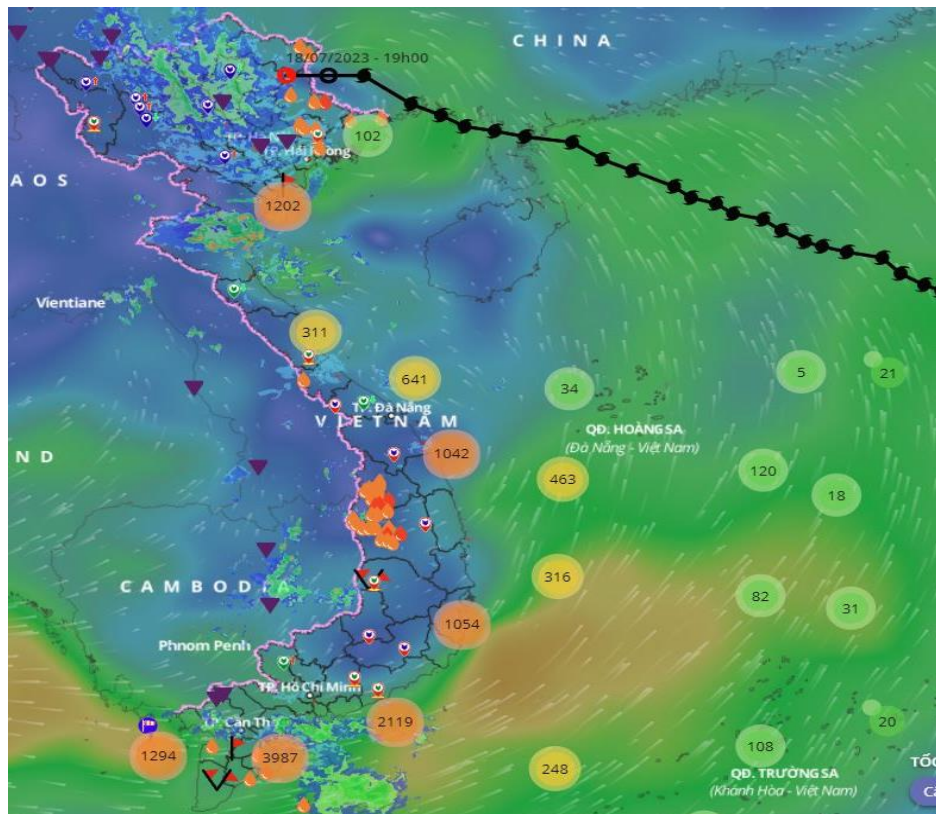 CHINA
18/07/2023 - 19h00
102
AOS
1202
Vientiane
311
641
34
5
21
TP. Đà Nẵng
VIETNAM
QĐ. HOÀNG SA
(Đà Nẵng - Việt Nam)
ND
1042
463
120
18
316
CAMBODIA
82
31
1054
Phnom Penh
TP. Hồ Chí Minh
2119
20
1294
3987
108
248
TỐC
QĐ. TRƯỜNG SA
(Khánh Hòa - Việt Nam)